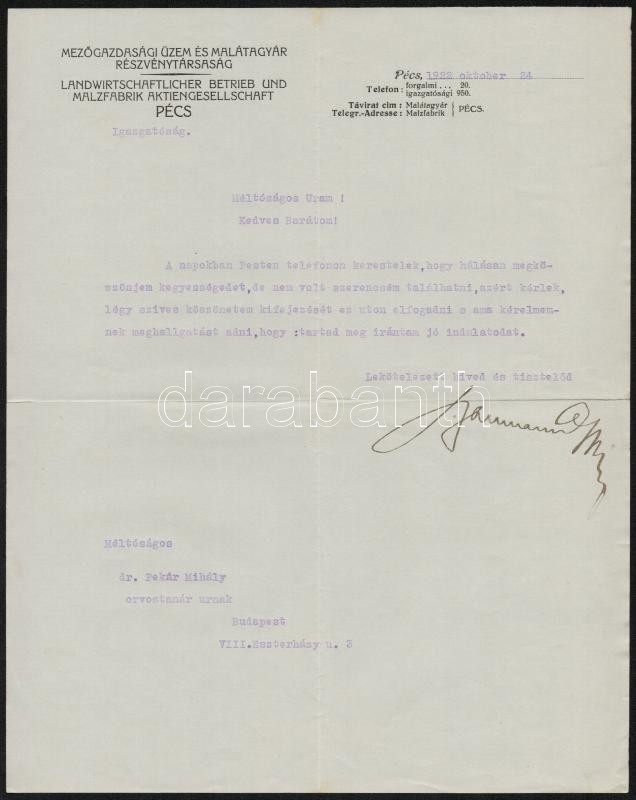 MEZŐGAZDASÁGI ÜZEM ÉS MALÁTAGYÁR
RÉSZVÉNYTÁRSASÁG
LANDWIRTSCHAFTLICHER BETRIEB UND
MALZFABRIK AKTIENGESELLSCHAFT
PÉCS
Igazgatóság.
Pécs, 1922 oktober 24
Telefon: forgalmi... 20.
igazgatósági 950.
Távirat cim: Malátagyár
Telegr.-Adresse: Malzfabrik PÉCS.
Méltóságos Uram !
Kedves Barátom!
A napokban Pesten telefonon kerestelek,hogy hálásan megkö-
szönjem kegyességedet,de nem volt szerencsém találhatni,azért kérlek,
légy szives köszönetem kifejezését ez uton elfogadni s ama kérelmem-
nek meghallgatást adni,hogy :tartsd meg irántam jó indulatodat.
Lekötelezett hived és tisztelőd
darabanth
Méltóságos
dr. Pekár Mihály
orvostanár urnak
Budapest
VIII.Eszterházy u. 3